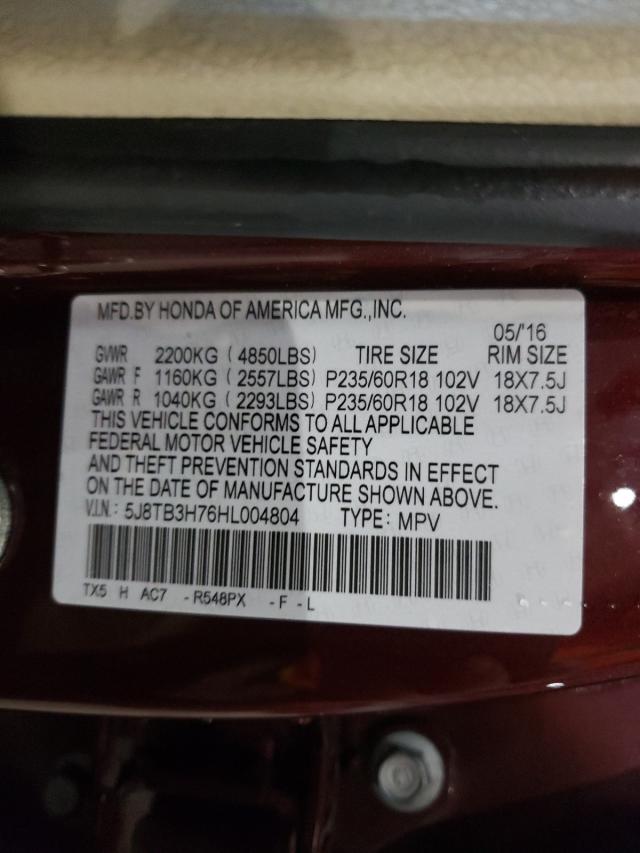 MFD.BY HONDA OF AMERICA MFG.,INC.
05/'16
GVWR 2200KG (4850LBS) TIRE SIZE RIM SIZE
GAWR F 1160KG (2557LBS) P235/60R18 102V 18X7.5J
GAWR R 1040KG (2293LBS) P235/60R18 102V 18X7.5J
THIS VEHICLE CONFORMS TO ALL APPLICABLE
FEDERAL MOTOR VEHICLE SAFETY
AND THEFT PREVENTION STANDARDS IN EFFECT
ON THE DATE OF MANUFACTURE SHOWN ABOVE.
V.I.N.: 5J8TB3H76HL004804 TYPE: MPV
TX5 H AC7 -R548PX -F -L